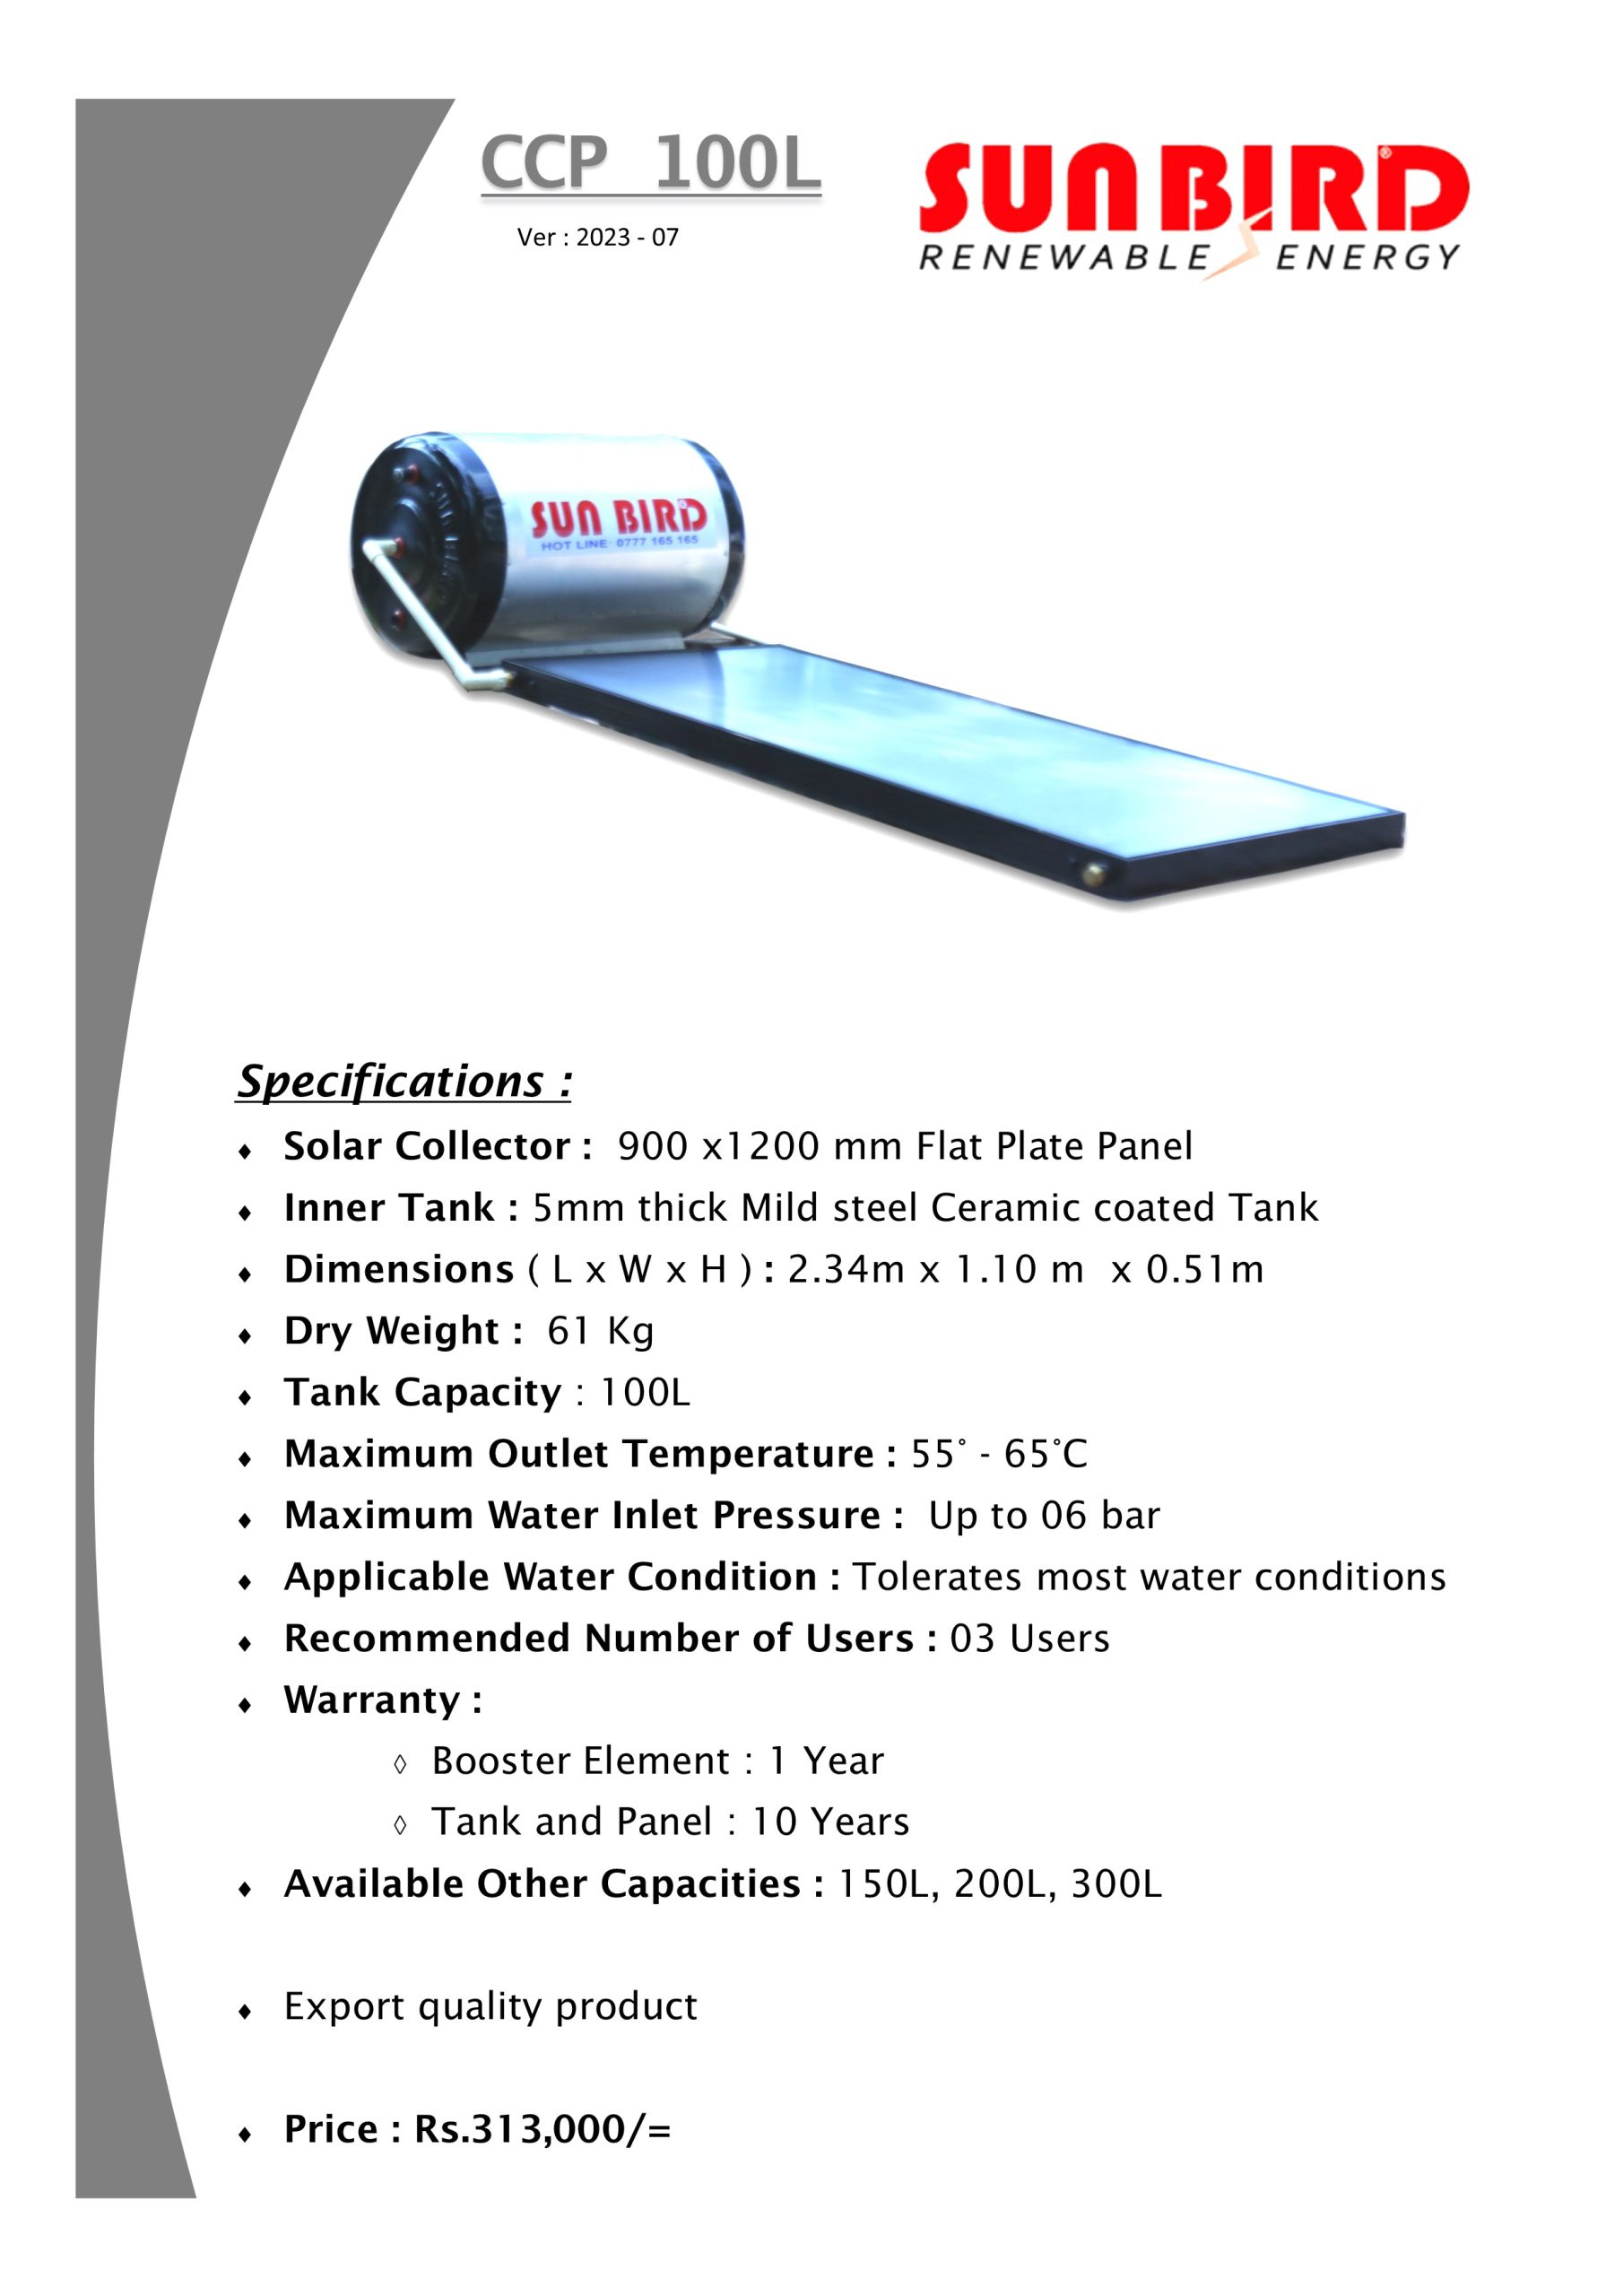 CCP 100L
Ver : 2023 - 07
SUNBIRD®
RENEWABLE ENERGY
SUN BIRD®
HOT LINE 0777 165 165
Specifications :
♦ Solar Collector : 900 x1200 mm Flat Plate Panel
♦ Inner Tank : 5mm thick Mild steel Ceramic coated Tank
♦ Dimensions ( L x W x H ) : 2.34m x 1.10 m x 0.51m
♦ Dry Weight : 61 Kg
♦ Tank Capacity : 100L
♦ Maximum Outlet Temperature : 55° - 65°C
♦ Maximum Water Inlet Pressure : Up to 06 bar
♦ Applicable Water Condition : Tolerates most water conditions
♦ Recommended Number of Users : 03 Users
♦ Warranty :
◊ Booster Element : 1 Year
◊ Tank and Panel : 10 Years
♦ Available Other Capacities : 150L, 200L, 300L
♦ Export quality product
♦ Price : Rs.313,000/=